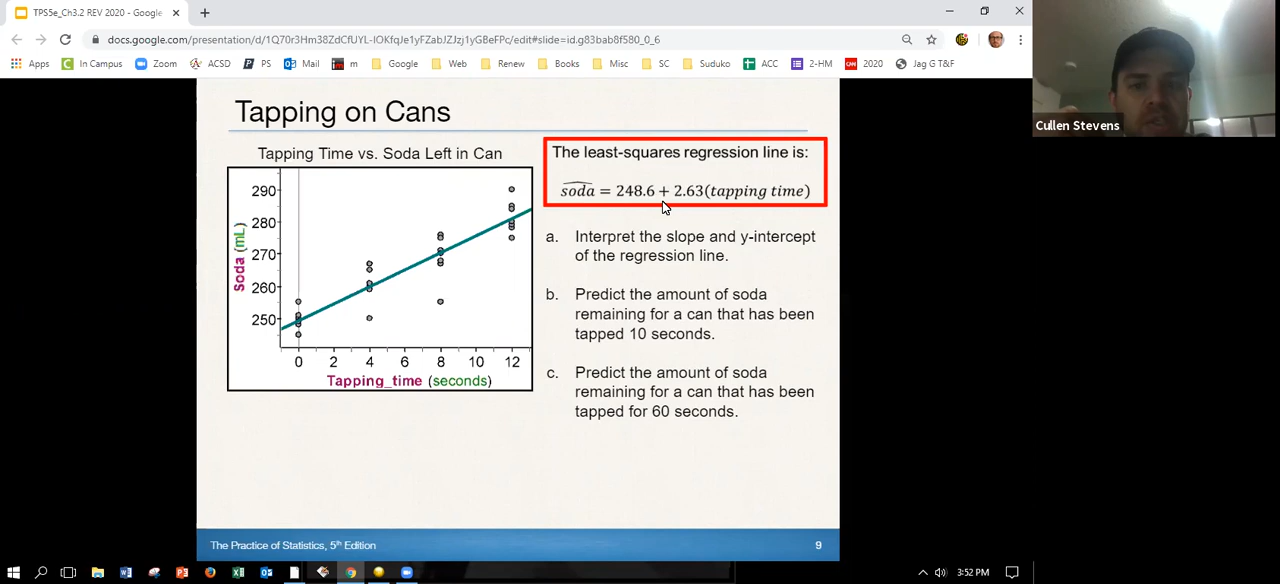 TPS5e_Ch3.2 REV 2020 - Google
docs.google.com/presentation/d/1Q70r3Hm38ZdCfUYL-IOKfqJe1yFZabJZJzj1yGBeFPc/edit#slide=id.g83bab8f580_0_6
Apps In Campus Zoom ACSD PS Mail m Google Web Renew Books Misc SC Suduko ACC 2-HM 2020 Jag G T&F
Cullen Stevens
Tapping on Cans
Tapping Time vs. Soda Left in Can
290
280
270
260
250
Soda (mL)
0 2 4 6 8 10 12
Tapping_time (seconds)
The least-squares regression line is:
soda = 248.6 + 2.63(tapping time)
a. Interpret the slope and y-intercept
of the regression line.
b. Predict the amount of soda
remaining for a can that has been
tapped 10 seconds.
c. Predict the amount of soda
remaining for a can that has been
tapped for 60 seconds.
The Practice of Statistics, 5th Edition
9
3:52 PM